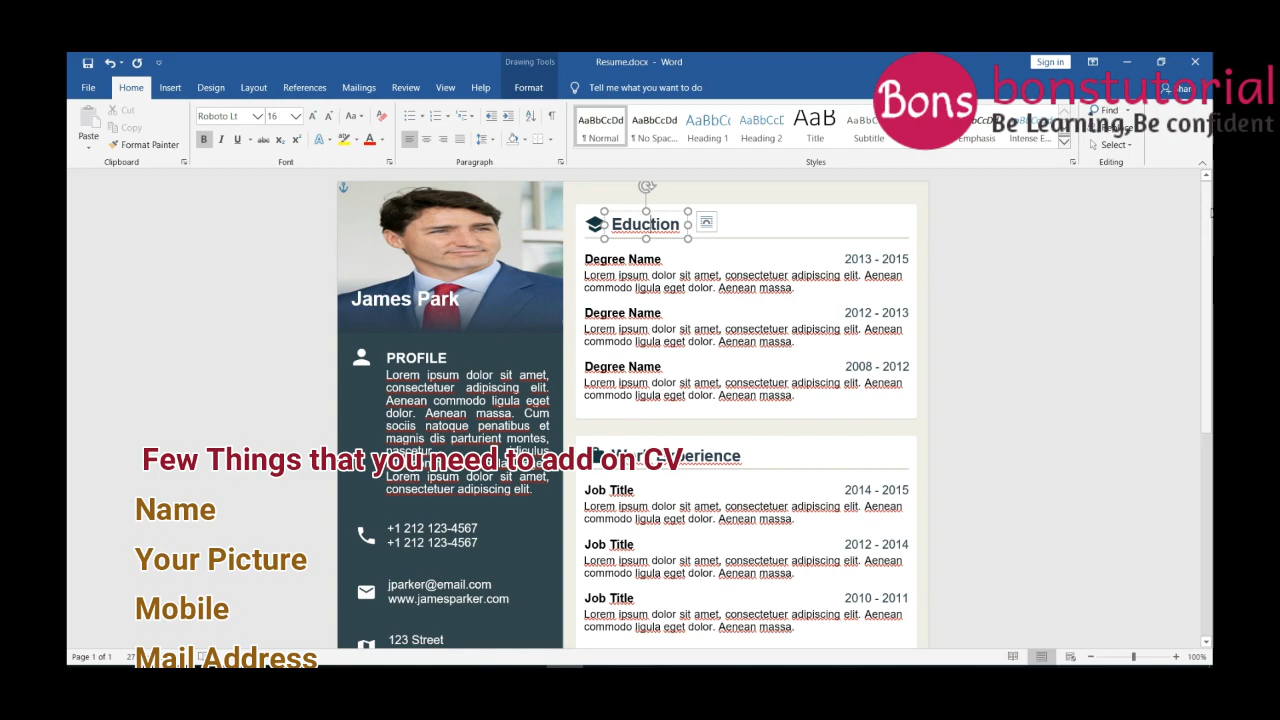 Drawing Tools
Resume.docx - Word
Sign in
File
Home
Insert
Design
Layout
References
Mailings
Review
View
Help
Format
Tell me what you want to do
Bons
bonstutorial
Be Learning, Be confident
Paste
Cut
Copy
Format Painter
Clipboard
Roboto Lt
16
Font
Paragraph
AaBbCcDd
¶ Normal
AaBbCcDd
¶ No Spac...
AaBbC
Heading 1
AaBbCcC
Heading 2
AaB
Title
Subtitle
Emphasis
Intense E...
Styles
Find
Select
Editing
James Park
PROFILE
Lorem ipsum dolor sit amet,
consectetuer adipiscing elit.
Aenean commodo ligula eget
dolor. Aenean massa. Cum
sociis natoque penatibus et
magnis dis parturient montes,
Lorem ipsum dolor sit amet,
consectetuer adipiscing elit.
+1 212 123-4567
+1 212 123-4567
jparker@email.com
www.jamesparker.com
123 Street
Eduction
Degree Name 2013 - 2015
Lorem ipsum dolor sit amet, consectetuer adipiscing elit. Aenean
commodo ligula eget dolor. Aenean massa.
Degree Name 2012 - 2013
Lorem ipsum dolor sit amet, consectetuer adipiscing elit. Aenean
commodo ligula eget dolor. Aenean massa.
Degree Name 2008 - 2012
Lorem ipsum dolor sit amet, consectetuer adipiscing elit. Aenean
commodo ligula eget dolor. Aenean massa.
Work Experience
Job Title 2014 - 2015
Lorem ipsum dolor sit amet, consectetuer adipiscing elit. Aenean
commodo ligula eget dolor. Aenean massa.
Job Title 2012 - 2014
Lorem ipsum dolor sit amet, consectetuer adipiscing elit. Aenean
commodo ligula eget dolor. Aenean massa.
Job Title 2010 - 2011
Lorem ipsum dolor sit amet, consectetuer adipiscing elit. Aenean
commodo ligula eget dolor. Aenean massa.
Few Things that you need to add on CV
Name
Your Picture
Mobile
Mail Address
Page 1 of 1
100%